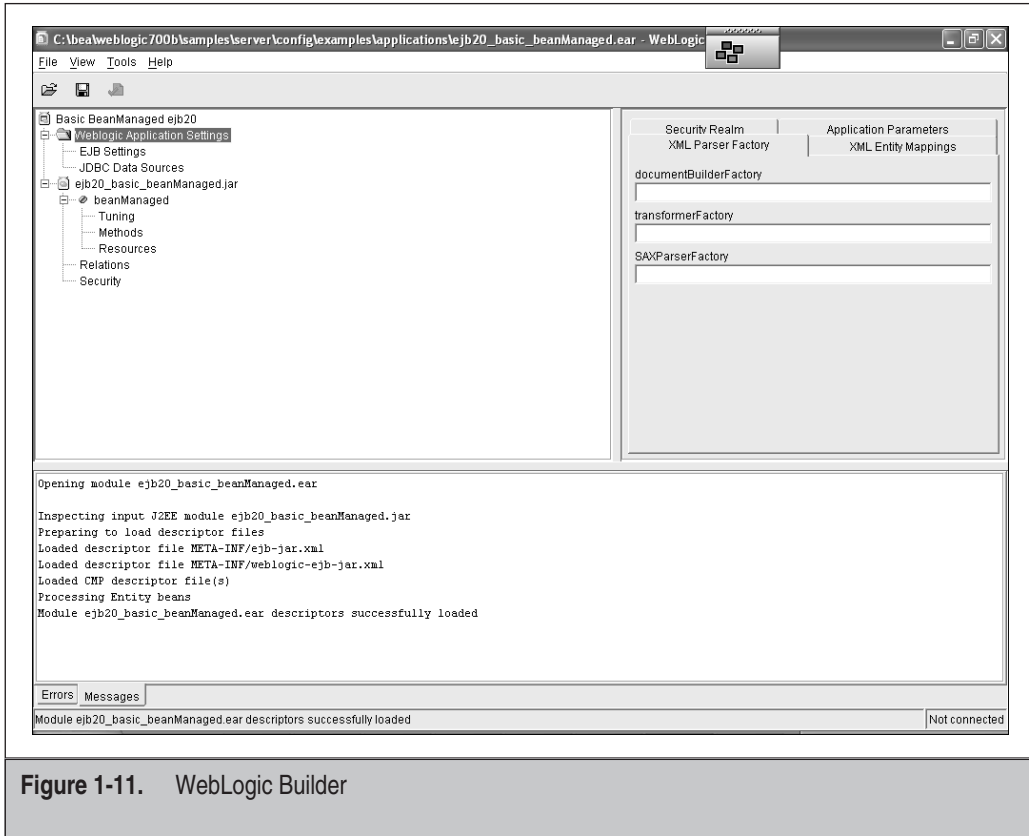 C:\bea\weblogic700b\samples\server\config\examples\applications\ejb20_basic_beanManaged.ear - WebLogic
File View Tools Help
Basic BeanManaged ejb20
Weblogic Application Settings
EJB Settings
JDBC Data Sources
ejb20_basic_beanManaged.jar
beanManaged
Tuning
Methods
Resources
Relations
Security
Security Realm Application Parameters
XML Parser Factory XML Entity Mappings
documentBuilderFactory
transformerFactory
SAXParserFactory
Opening module ejb20_basic_beanManaged.ear
Inspecting input J2EE module ejb20_basic_beanManaged.jar
Preparing to load descriptor files
Loaded descriptor file META-INF/ejb-jar.xml
Loaded descriptor file META-INF/weblogic-ejb-jar.xml
Loaded CMP descriptor file(s)
Processing Entity beans
Module ejb20_basic_beanManaged.ear descriptors successfully loaded
Errors Messages
Module ejb20_basic_beanManaged.ear descriptors successfully loaded Not connected
Figure 1-11. WebLogic Builder